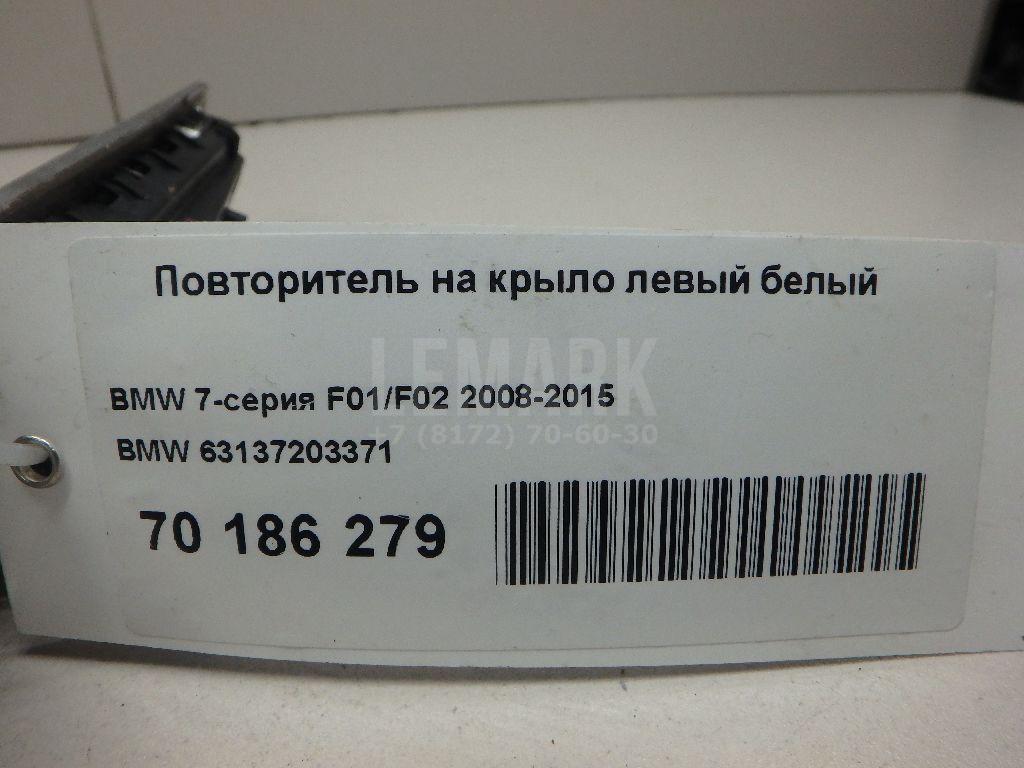 Повторитель на крыло левый белый
LEMARK
BMW 7-серия F01/F02 2008-2015
+7 (8172) 70-60-30
BMW 63137203371
70 186 279